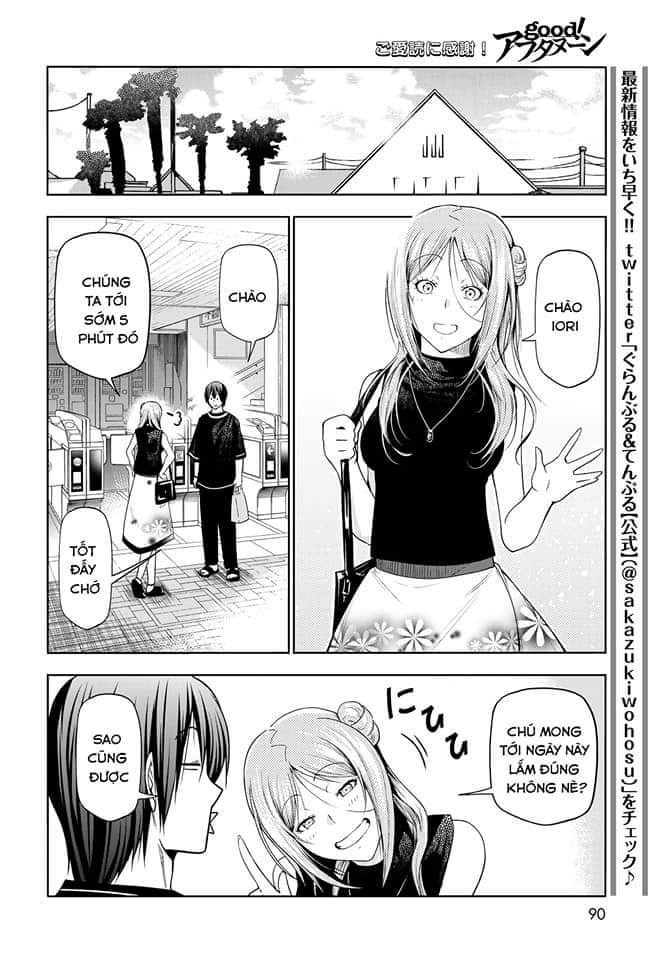 good!
アフタヌーン
ご愛読に感謝!
最新情報をいち早く!! twitter「ぐらんぶる&てんぷる【公式】(@sakazukiwohosu)」をチェック♪
CHÀO
IORI
CHÀO
CHÚNG
TA TỚI
SỚM 5
PHÚT ĐÓ
TỐT
ĐẤY
CHỚ
CHÚ MONG
TỚI NGÀY NÀY
LẮM ĐÚNG
KHÔNG NÈ?
にひひ
SAO
CŨNG
ĐƯỢC
90